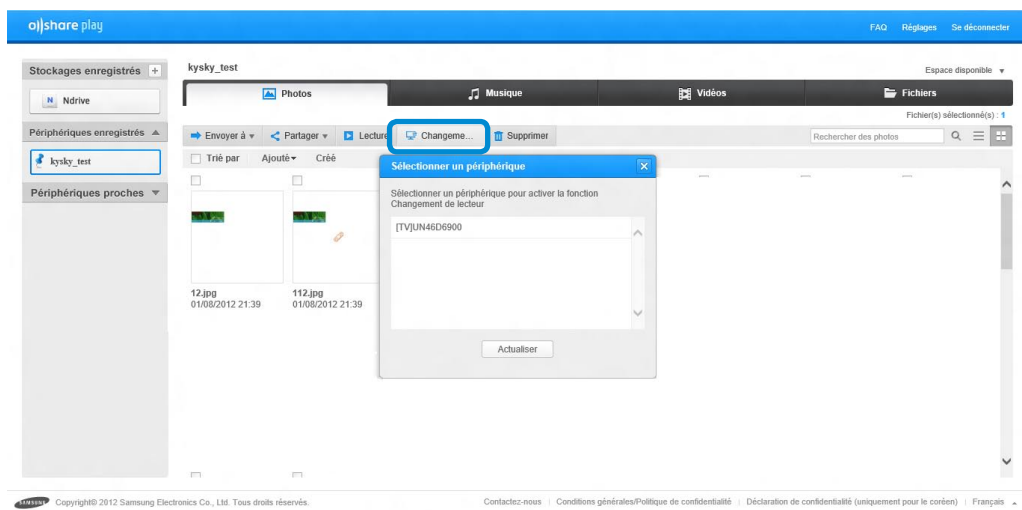 allshare play
FAQ Réglages Se déconnecter
Stockages enregistrés +
N Ndrive
Périphériques enregistrés
kysky_test
Périphériques proches
kysky_test
Espace disponible
Photos Musique Vidéos Fichiers
Fichier(s) sélectionné(s) : 1
Envoyer à Partager Lecture Changeme... Supprimer
Rechercher des photos
Trié par Ajouté Créé
12.jpg
01/08/2012 21:39
112.jpg
01/08/2012 21:39
Sélectionner un périphérique
Sélectionner un périphérique pour activer la fonction
Changement de lecteur
[TV]UN46D6900
Actualiser
SAMSUNG Copyright© 2012 Samsung Electronics Co., Ltd. Tous droits réservés.
Contactez-nous | Conditions générales/Politique de confidentialité | Déclaration de confidentialité (uniquement pour le coréen) | Français